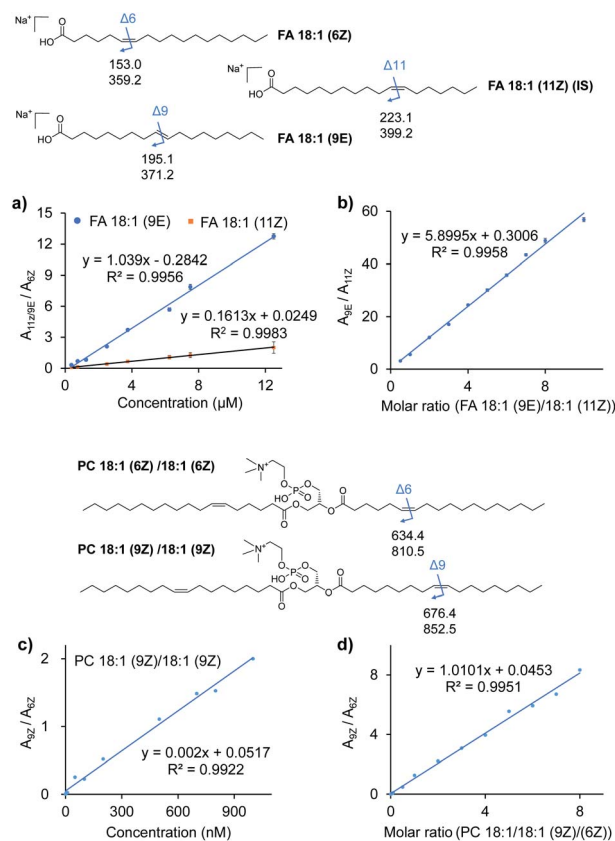 Na⁺
Δ6
HO
O
FA 18:1 (6Z)
153.0
359.2
Na⁺
Δ11
HO
O
FA 18:1 (11Z) (IS)
223.1
399.2
Na⁺
Δ9
HO
O
FA 18:1 (9E)
195.1
371.2
a)
FA 18:1 (9E)
FA 18:1 (11Z)
15
12
9
6
3
0
y = 1.039x - 0.2842
R² = 0.9956
y = 0.1613x + 0.0249
R² = 0.9983
A11z/9E / A6Z
0 4 8 12
Concentration (µM)
b)
60
40
20
0
y = 5.8995x + 0.3006
R² = 0.9958
A9E / A11Z
0 4 8
Molar ratio (FA 18:1 (9E)/18:1 (11Z))
PC 18:1 (6Z) /18:1 (6Z)
N⁺
O
P
O
HO
O
O
O
O
O
Δ6
634.4
810.5
PC 18:1 (9Z) /18:1 (9Z)
N⁺
O
P
O
HO
O
O
O
O
O
Δ9
676.4
852.5
c)
PC 18:1 (9Z)/18:1 (9Z)
2
1
0
y = 0.002x + 0.0517
R² = 0.9922
A9Z / A6Z
0 300 600 900
Concentration (nM)
d)
8
4
0
y = 1.0101x + 0.0453
R² = 0.9951
A9Z / A6Z
0 4 8
Molar ratio (PC 18:1/18:1 (9Z)/(6Z))